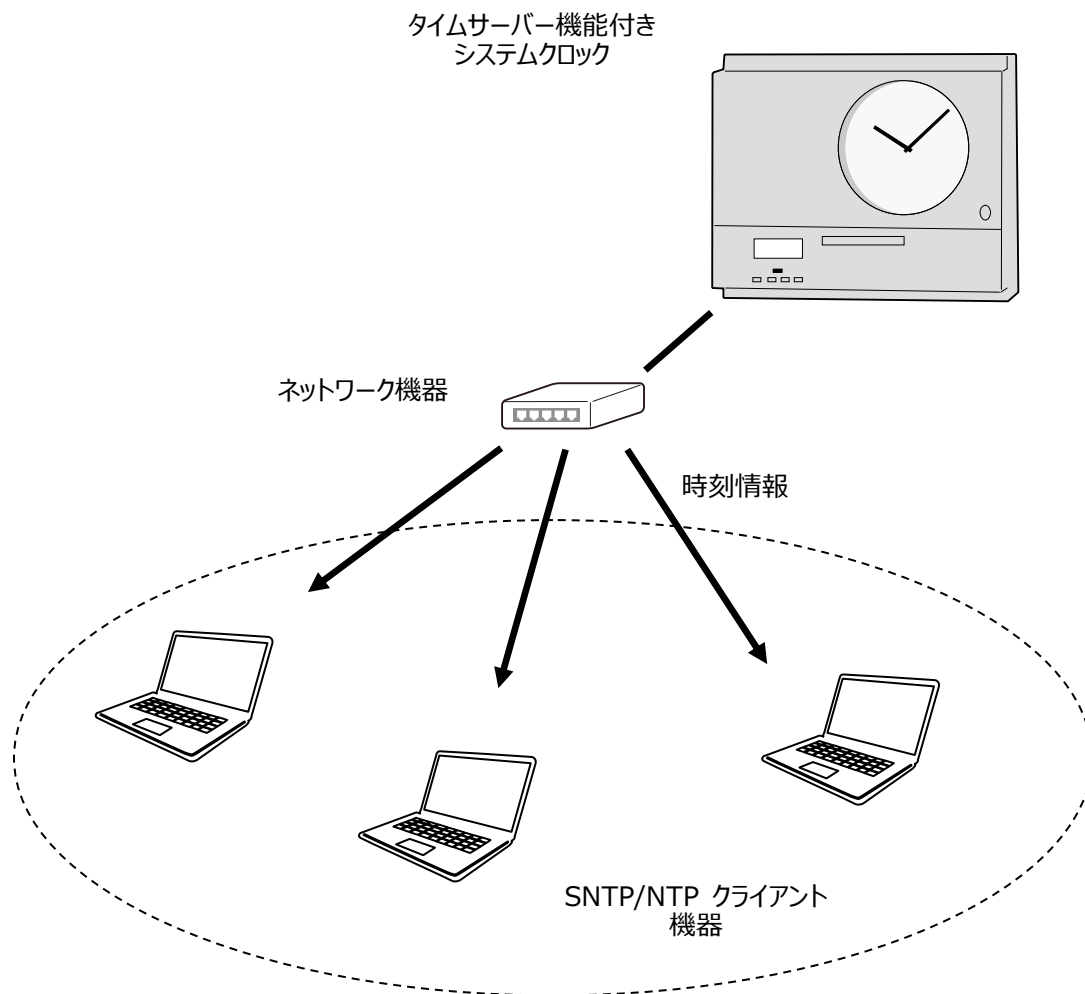 タイムサーバー機能付き
システムクロック
ネットワーク機器
時刻情報
SNTP/NTP クライアント
機器